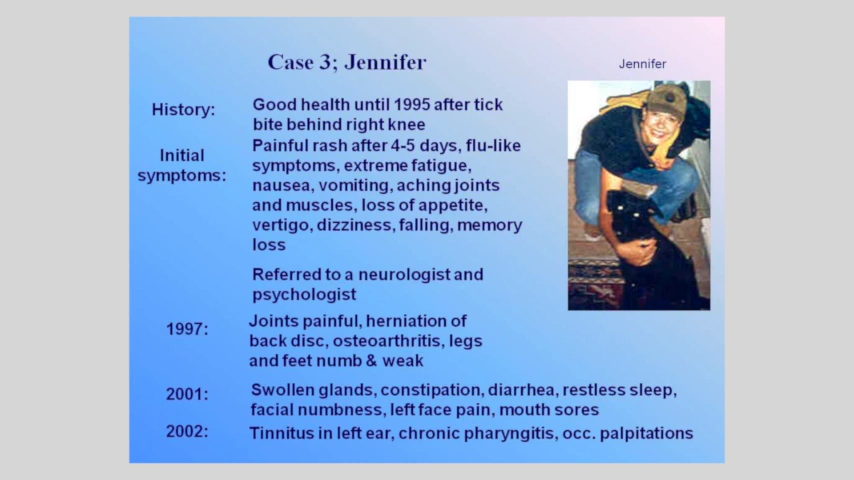 Case 3; Jennifer
Jennifer
History:
Good health until 1995 after tick
bite behind right knee
Initial
symptoms:
Painful rash after 4-5 days, flu-like
symptoms, extreme fatigue,
nausea, vomiting, aching joints
and muscles, loss of appetite,
vertigo, dizziness, falling, memory
loss
Referred to a neurologist and
psychologist
1997:
Joints painful, herniation of
back disc, osteoarthritis, legs
and feet numb & weak
2001:
Swollen glands, constipation, diarrhea, restless sleep,
facial numbness, left face pain, mouth sores
2002:
Tinnitus in left ear, chronic pharyngitis, occ. palpitations